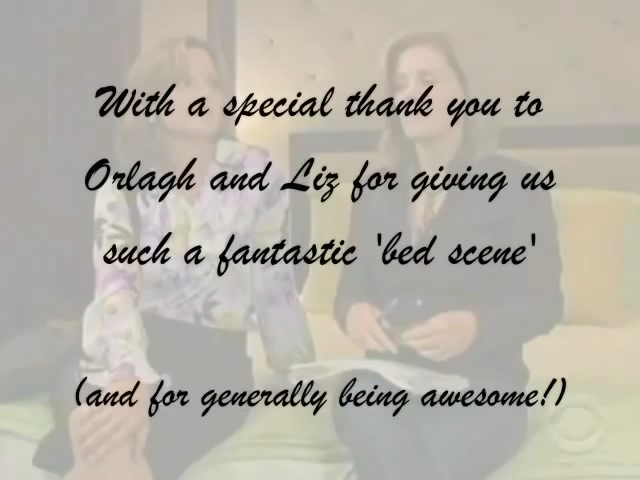 With a special thank you to
Orlagh and Liz for giving us
such a fantastic 'bed scene'
(and for generally being awesome!)